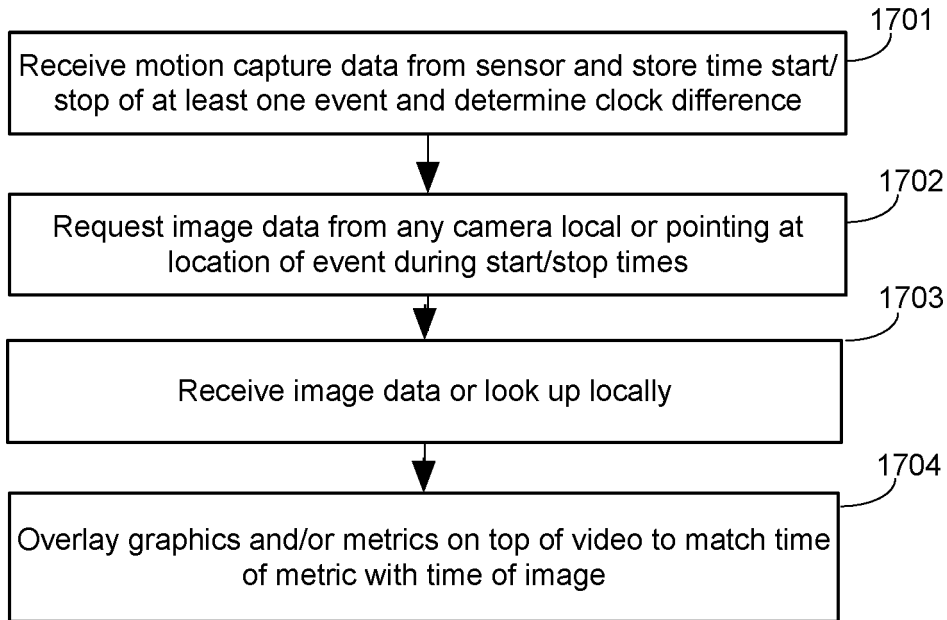 1701
Receive motion capture data from sensor and store time start/
stop of at least one event and determine clock difference
1702
Request image data from any camera local or pointing at
location of event during start/stop times
1703
Receive image data or look up locally
1704
Overlay graphics and/or metrics on top of video to match time
of metric with time of image